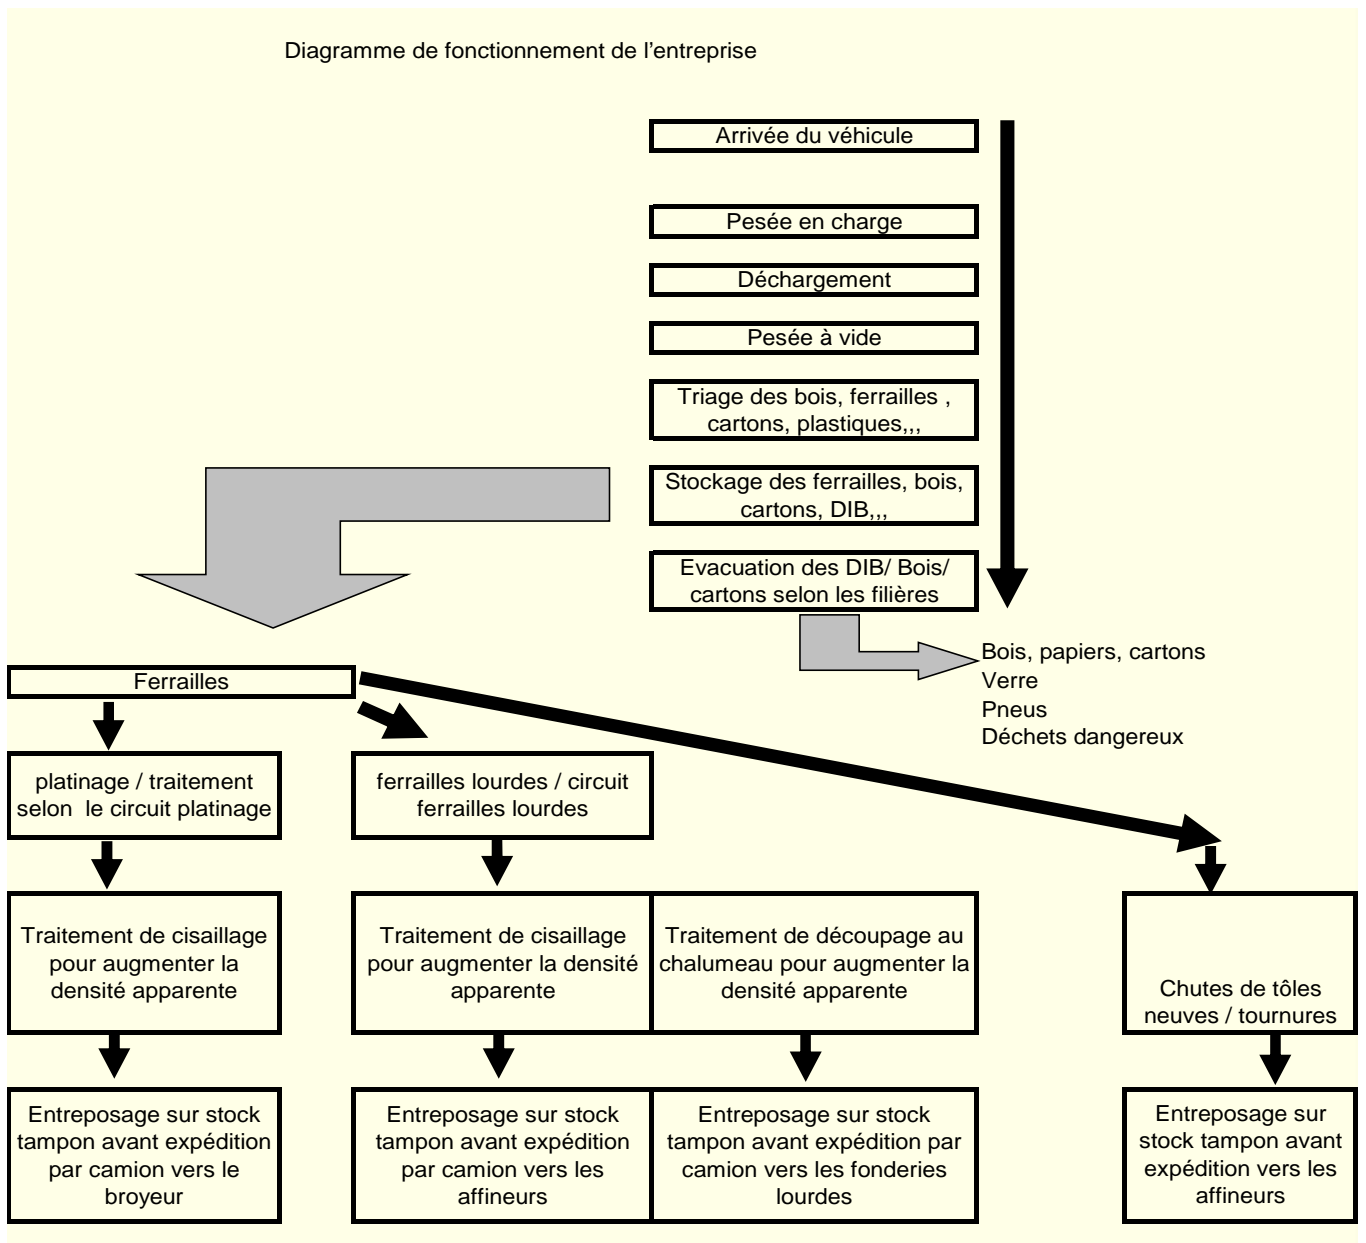 Diagramme de fonctionnement de l'entreprise
Arrivée du véhicule
Pesée en charge
Déchargement
Pesée à vide
Triage des bois, ferrailles ,
cartons, plastiques,,,
Stockage des ferrailles, bois,
cartons, DIB,,,
Evacuation des DIB/ Bois/
cartons selon les filières
Bois, papiers, cartons
Verre
Pneus
Déchets dangereux
Ferrailles
platinage / traitement
selon  le circuit platinage
ferrailles lourdes / circuit
ferrailles lourdes
Traitement de cisaillage
pour augmenter la
densité apparente
Traitement de cisaillage
pour augmenter la densité
apparente
Traitement de découpage au
chalumeau pour augmenter la
densité apparente
Chutes de tôles
neuves / tournures
Entreposage sur stock
tampon avant expédition
par camion vers le
broyeur
Entreposage sur stock
tampon avant expédition
par camion vers les
affineurs
Entreposage sur stock
tampon avant expédition par
camion vers les fonderies
lourdes
Entreposage sur
stock tampon avant
expédition vers les
affineurs